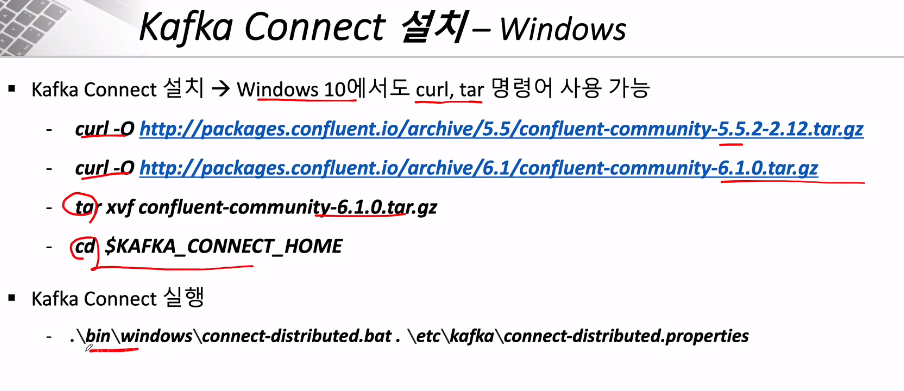 Kafka Connect 설치 – Windows
▪ Kafka Connect 설치 → Windows 10에서도 curl, tar 명령어 사용 가능
- curl -O http://packages.confluent.io/archive/5.5/confluent-community-5.5.2-2.12.tar.gz
- curl -O http://packages.confluent.io/archive/6.1/confluent-community-6.1.0.tar.gz
- tar xvf confluent-community-6.1.0.tar.gz
- cd $KAFKA_CONNECT_HOME
▪ Kafka Connect 실행
- .\bin\windows\connect-distributed.bat . \etc\kafka\connect-distributed.properties